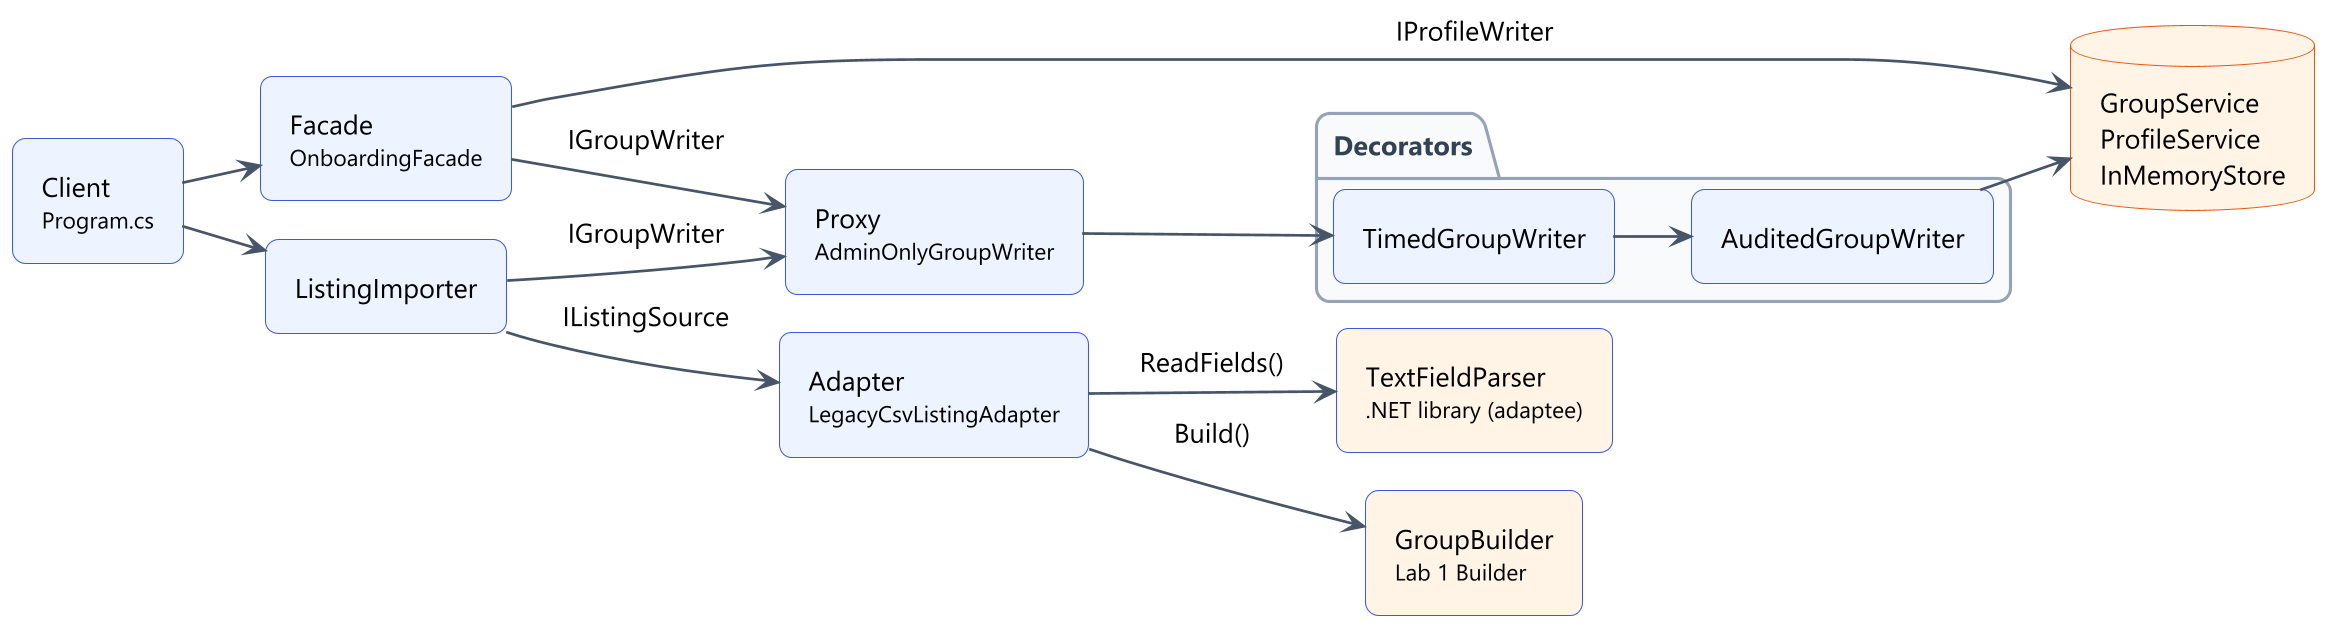 IProfileWriter
Facade
OnboardingFacade
IGroupWriter
Client
Program.cs
ListingImporter
IGroupWriter
IListingSource
Proxy
AdminOnlyGroupWriter
Decorators
TimedGroupWriter
AuditedGroupWriter
GroupService
ProfileService
InMemoryStore
Adapter
LegacyCsvListingAdapter
ReadFields()
Build()
TextFieldParser
.NET library (adaptee)
GroupBuilder
Lab 1 Builder